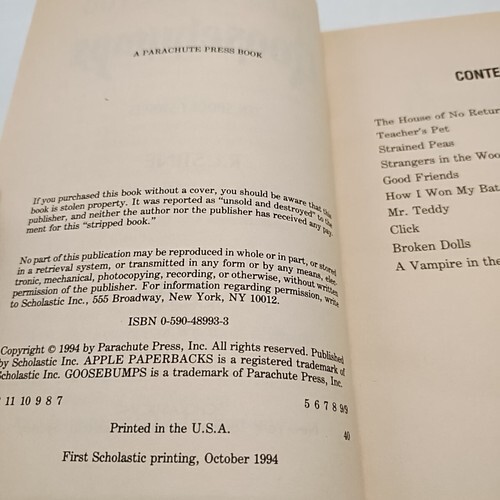 A PARACHUTE PRESS BOOK
If you purchased this book without a cover, you should be aware that this
book is stolen property. It was reported as "unsold and destroyed" to the
publisher, and neither the author nor the publisher has received any pay-
ment for this "stripped book."
No part of this publication may be reproduced in whole or in part, or stored
in a retrieval system, or transmitted in any form or by any means, elec-
tronic, mechanical, photocopying, recording, or otherwise, without written
permission of the publisher. For information regarding permission, write
to Scholastic Inc., 555 Broadway, New York, NY 10012.
ISBN 0-590-48993-3
Copyright © 1994 by Parachute Press, Inc. All rights reserved. Published
by Scholastic Inc. APPLE PAPERBACKS is a registered trademark of
Scholastic Inc. GOOSEBUMPS is a trademark of Parachute Press, Inc.
11 10 9 8 7 5 6 7 8 9/9
Printed in the U.S.A. 40
First Scholastic printing, October 1994
CONTE
The House of No Retur
Teacher's Pet
Strained Peas
Strangers in the Woo
Good Friends
How I Won My Bat
Mr. Teddy
Click
Broken Dolls
A Vampire in the